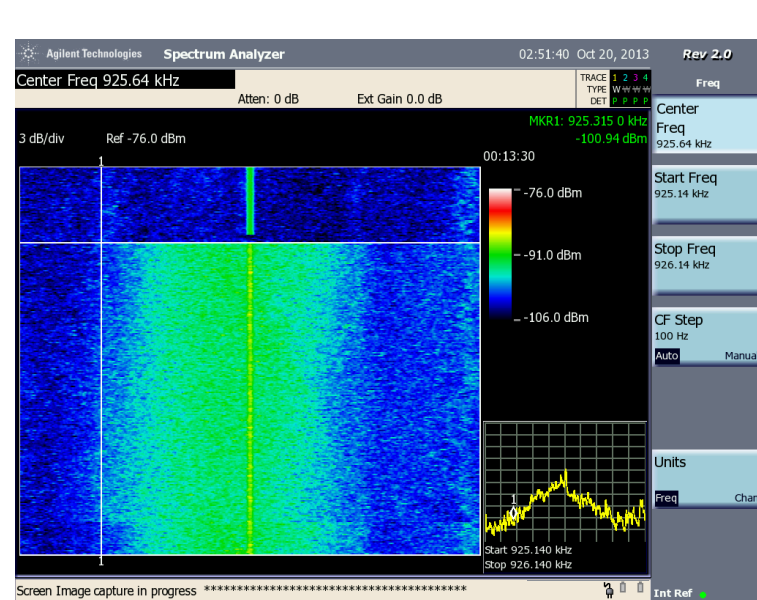 Agilent Technologies Spectrum Analyzer 02:51:40 Oct 20, 2013 Rev 2.0
Center Freq 925.64 kHz
Atten: 0 dB Ext Gain 0.0 dB
TRACE 1 2 3 4
TYPE W W W W
DET P P P P
Freq
MKR1: 925.315 0 kHz
3 dB/div Ref -76.0 dBm -100.94 dBm
00:13:30
1
-76.0 dBm
-91.0 dBm
-106.0 dBm
1
1
Start 925.140 kHz
Stop 926.140 kHz
Center
Freq
925.64 kHz
Start Freq
925.14 kHz
Stop Freq
926.14 kHz
CF Step
100 Hz
Auto Manua
Units
Freq Char
Screen Image capture in progress ****************************************
Int Ref